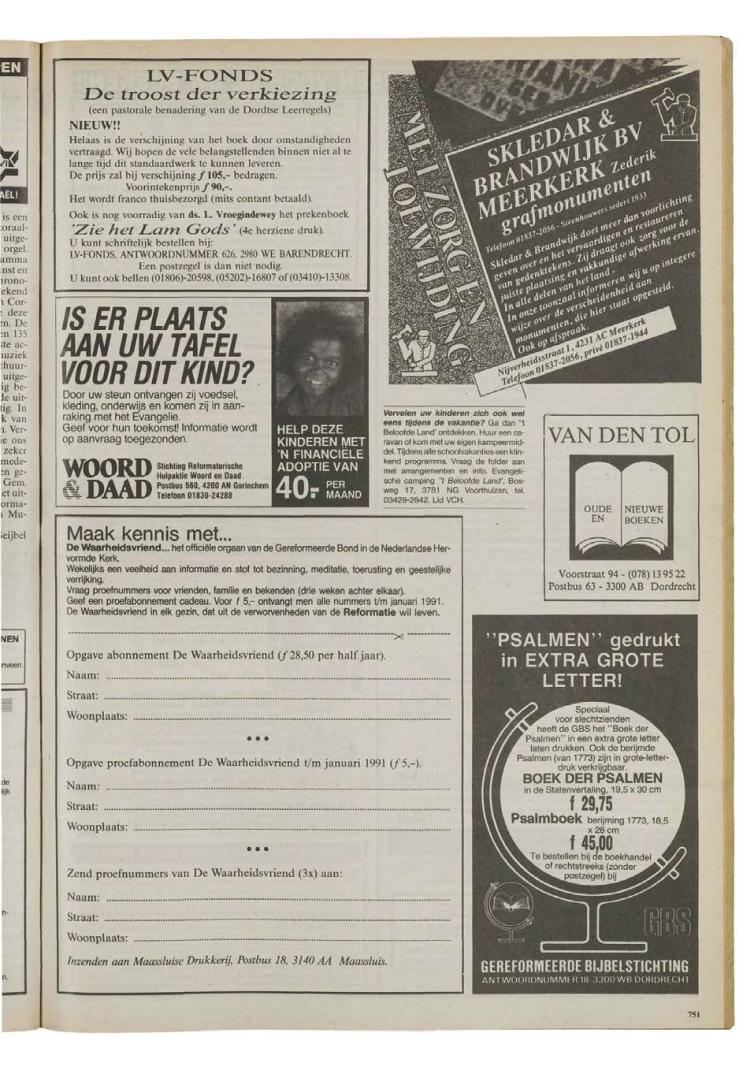 LV-FONDS
De troost der verkiezing
(een pastorale benadering van de Dordtse Leerregels)
NIEUW!!
Helaas is de verschijning van het boek door omstandigheden
vertraagd. Wij hopen de vele belangstellenden binnen niet al te
lange tijd dit standaardwerk te kunnen leveren.
De prijs zal bij verschijning f 105,- bedragen.
Voorintekenprijs f 90,-.
Het wordt franco thuisbezorgd (mits contant betaald).
Ook is nog voorradig van ds. L. Vroegindewey het prekenboek
'Zie het Lam Gods' (4e herziene druk).
U kunt schriftelijk bestellen bij:
LV-FONDS, ANTWOORDNUMMER 626, 2980 WE BARENDRECHT.
Een postzegel is dan niet nodig.
U kunt ook bellen (01806)-20598, (05202)-16807 of (03410)-13308.
IS ER PLAATS
AAN UW TAFEL
VOOR DIT KIND?
Door uw steun ontvangen zij voedsel,
kleding, onderwijs en komen zij in aan-
raking met het Evangelie.
Geef voor hun toekomst! Informatie wordt
op aanvraag toegezonden.
WOORD
& DAAD
Stichting Reformatorische
Hulpaktie Woord en Daad
Postbus 560, 4200 AN Gorinchem
Telefoon 01830-24288
HELP DEZE
KINDEREN MET
'N FINANCIËLE
ADOPTIE VAN
40,- PER
MAAND
MET ZORG EN
TOEWIJDING
SKLEDAR &
BRANDWIJK BV
MEERKERK Zederik
grafmonumenten
Telefoon 01837-2056 - Steenhouwers sedert 1933
Skledar & Brandwijk doet meer dan voorlichting
geven over en het vervaardigen en restaureren
van gedenktekens. Zij draagt ook zorg voor de
juiste plaatsing en vakkundige afwerking ervan.
In alle delen van het land.
In onze toonzaal informeren wij u op integere
wijze over de verscheidenheid aan
monumenten, die hier staat opgesteld.
Ook op afspraak.
Nijverheidsstraat 1, 4231 AC Meerkerk
Telefoon 01837-2056, privé 01837-1944
Vervelen uw kinderen zich ook wel
eens tijdens de vakantie? Ga dan "t
Beloofde Land' ontdekken. Huur een ca-
ravan of kom met uw eigen kampeermid-
del. Tijdens alle schoolvakanties een klin-
kend programma. Vraag de folder aan
met arrangementen en info. Evangeli-
sche camping "t Beloofde Land', Bos-
weg 17, 3781 NG Voorthuizen, tel.
03429-2942. Lid VCH.
VAN DEN TOL
OUDE EN NIEUWE
BOEKEN
Voorstraat 94 - (078) 13 95 22
Postbus 63 - 3300 AB Dordrecht
Maak kennis met...
De Waarheidsvriend... het officiële orgaan van de Gereformeerde Bond in de Nederlandse Her-
vormde Kerk.
Wekelijks een veelheid aan informatie en stof tot bezinning, meditatie, toerusting en geestelijke
verrijking.
Vraag proefnummers voor vrienden, familie en bekenden (drie weken achter elkaar).
Geef een proefabonnement cadeau. Voor f 5,- ontvangt men alle nummers t/m januari 1991.
De Waarheidsvriend in elk gezin, dat uit de verworvenheden van de Reformatie wil leven.
Opgave abonnement De Waarheidsvriend (f 28,50 per half jaar).
Naam:
Straat:
Woonplaats:
Opgave proefabonnement De Waarheidsvriend t/m januari 1991 (f 5,-).
Naam:
Straat:
Woonplaats:
Zend proefnummers van De Waarheidsvriend (3x) aan:
Naam:
Straat:
Woonplaats:
Inzenden aan Maassluise Drukkerij, Postbus 18, 3140 AA Maassluis.
"PSALMEN" gedrukt
in EXTRA GROTE
LETTER!
Speciaal
voor slechtzienden
heeft de GBS het "Boek der
Psalmen" in een extra grote letter
laten drukken. Ook de berijmde
Psalmen (van 1773) zijn in grote-letter-
druk verkrijgbaar.
BOEK DER PSALMEN
in de Statenvertaling, 19,5 x 30 cm
f 29,75
Psalmboek berijming 1773, 18,5
x 28 cm
f 45,00
Te bestellen bij de boekhandel
of rechtstreeks (zonder
postzegel) bij
GBS
GEREFORMEERDE BIJBELSTICHTING
ANTWOORDNUMMER 18 3300 WB DORDRECHT
751